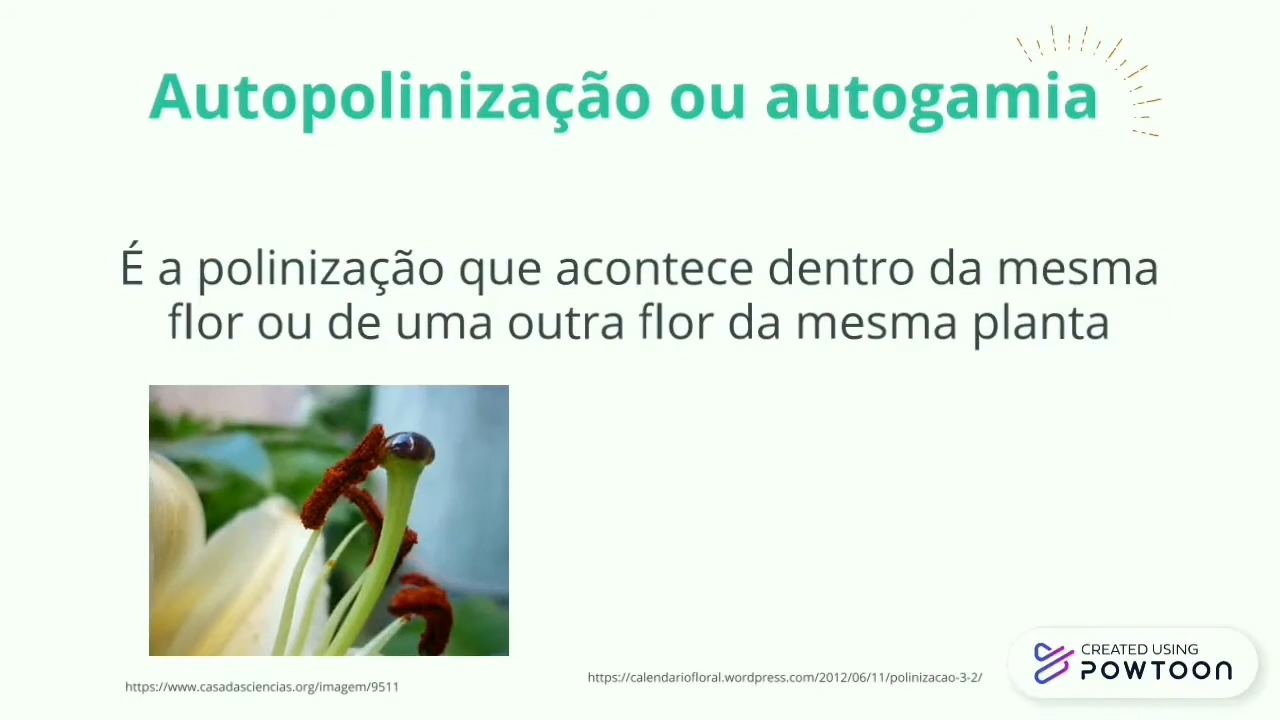 Autopolinização ou autogamia
É a polinização que acontece dentro da mesma
flor ou de uma outra flor da mesma planta
https://www.casadasciencias.org/imagem/9511
https://calendariofloral.wordpress.com/2012/06/11/polinizacao-3-2/
CREATED USING
POWTOON